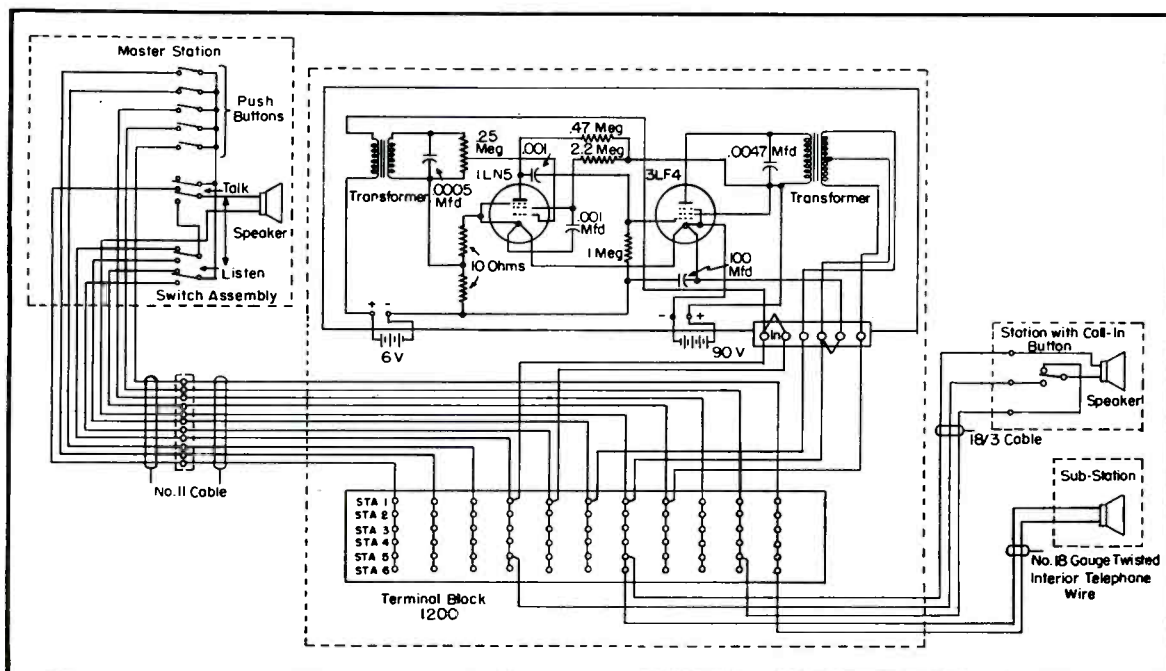 Master Station
Push
Buttons
Talk
Speaker
Listen
Switch Assembly
No.11 Cable
Transformer
.0005
Mfd
.25
Meg
1LN5
.001
.47 Meg
2.2 Meg
.001
Mfd
10 Ohms
1 Meg
3LF4
.0047 Mfd
Transformer
100
Mfd
+ -
6 V
- +
90 V
In
Station with Call-In
Button
Speaker
18/3 Cable
Sub-Station
No.18 Gauge Twisted
Interior Telephone
Wire
STA 1
STA 2
STA 3
STA 4
STA 5
STA 6
Terminal Block
1200